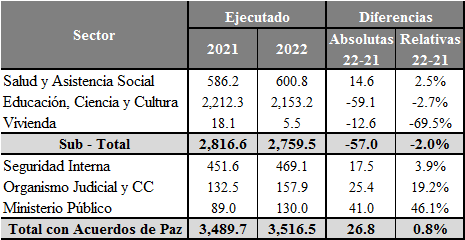 Sector Ejecutado Diferencias
2021 2022 Absolutas 22-21 Relativas 22-21
Salud y Asistencia Social 586.2 600.8 14.6 2.5%
Educación, Ciencia y Cultura 2,212.3 2,153.2 -59.1 -2.7%
Vivienda 18.1 5.5 -12.6 -69.5%
Sub - Total 2,816.6 2,759.5 -57.0 -2.0%
Seguridad Interna 451.6 469.1 17.5 3.9%
Organismo Judicial y CC 132.5 157.9 25.4 19.2%
Ministerio Público 89.0 130.0 41.0 46.1%
Total con Acuerdos de Paz 3,489.7 3,516.5 26.8 0.8%